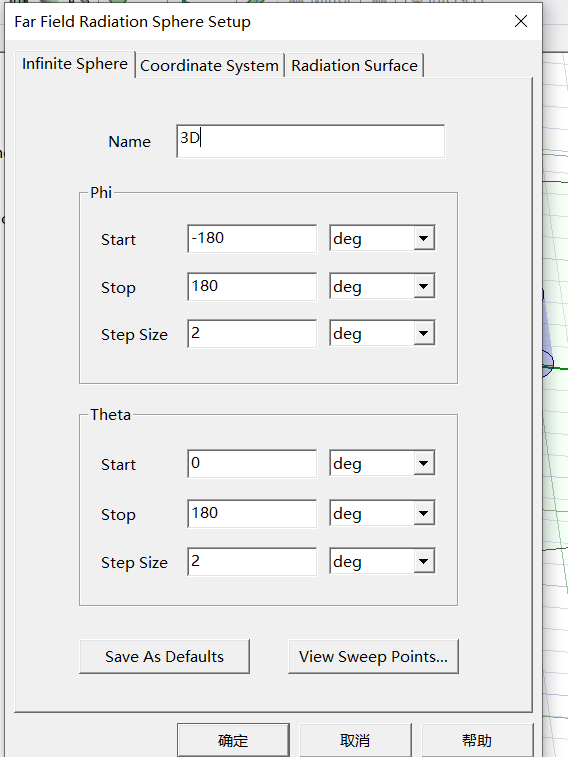 Far Field Radiation Sphere Setup
Infinite Sphere Coordinate System Radiation Surface
Name 3D
Phi
Start -180 deg
Stop 180 deg
Step Size 2 deg
Theta
Start 0 deg
Stop 180 deg
Step Size 2 deg
Save As Defaults View Sweep Points...
确定 取消 帮助